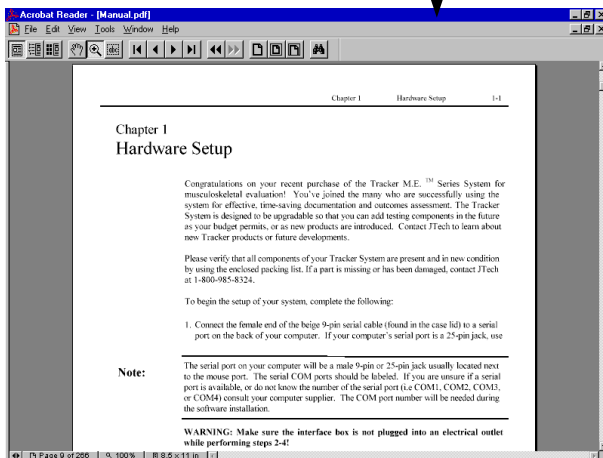 Acrobat Reader - [Manual.pdf]
File Edit View Tools Window Help
abc
Chapter 1 Hardware Setup 1-1
Chapter 1
Hardware Setup
Congratulations on your recent purchase of the Tracker M.E. ™ Series System for
musculoskeletal evaluation! You've joined the many who are successfully using the
system for effective, time-saving documentation and outcomes assessment. The Tracker
System is designed to be upgradable so that you can add testing components in the future
as your budget permits, or as new products are introduced. Contact JTech to learn about
new Tracker products or future developments.
Please verify that all components of your Tracker System are present and in new condition
by using the enclosed packing list. If a part is missing or has been damaged, contact JTech
at 1-800-985-8324.
To begin the setup of your system, complete the following:
1. Connect the female end of the beige 9-pin serial cable (found in the case lid) to a serial
port on the back of your computer. If your computer's serial port is a 25-pin jack, use
Note:
The serial port on your computer will be a male 9-pin or 25-pin jack usually located next
to the mouse port. The serial COM ports should be labeled. If you are unsure if a serial
port is available, or do not know the number of the serial port (i.e COM1, COM2, COM3,
or COM4) consult your computer supplier. The COM port number will be needed during
the software installation.
WARNING: Make sure the interface box is not plugged into an electrical outlet
while performing steps 2-4!
Page 9 of 266 100% 8.5 x 11 in